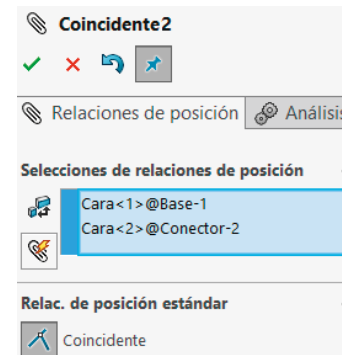 Coincidente2
Relaciones de posición
Análisis
Selecciones de relaciones de posición
Cara<1>@Base-1
Cara<2>@Conector-2
Relac. de posición estándar
Coincidente